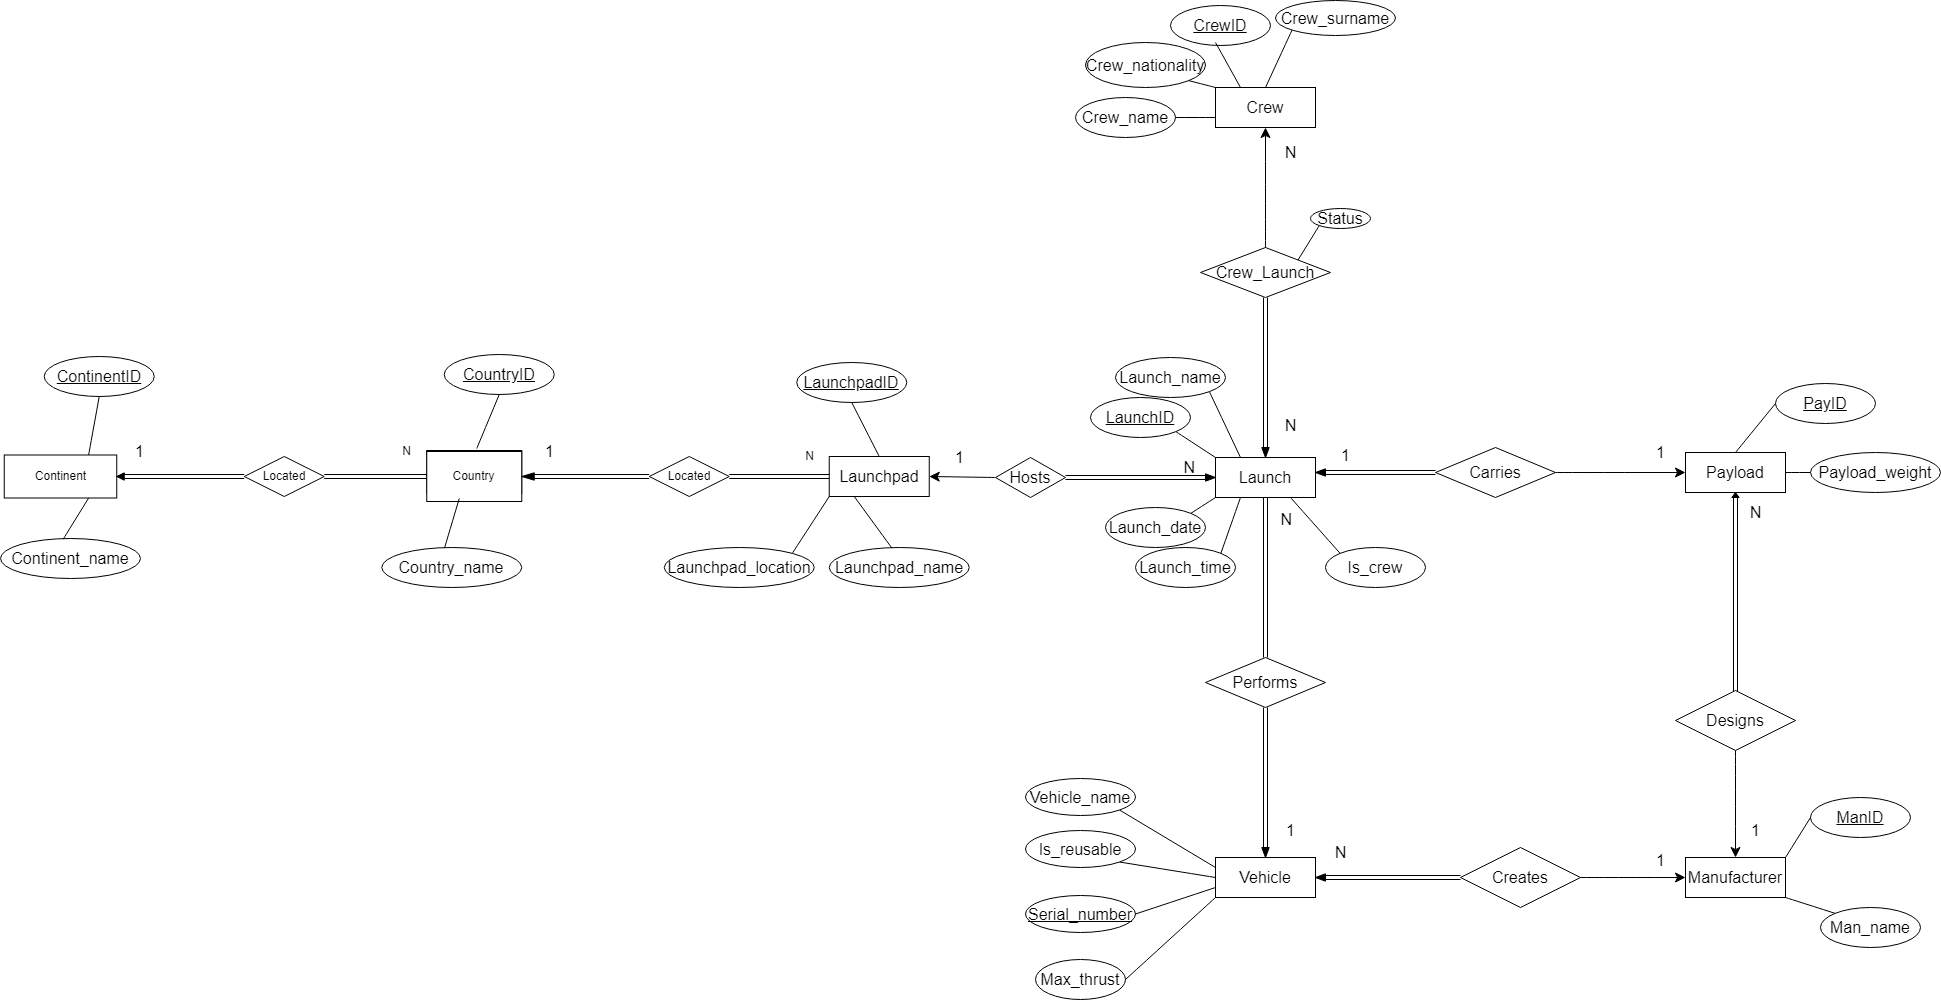 Crew_surname
CrewID
Crew_nationality
Crew
Crew_name
N
Status
Crew_Launch
Launch_name
ContinentID
CountryID
LaunchpadID
PayID
LaunchID
N
1
N
1
N
1
N
1
1
Continent
Located
Country
Located
Launchpad
Hosts
Launch
Carries
Payload
Payload_weight
N
N
Launch_date
Continent_name
Country_name
Launchpad_location
Launchpad_name
Launch_time
Is_crew
Performs
Designs
Vehicle_name
ManID
1
1
Is_reusable
N
1
Vehicle
Creates
Manufacturer
Serial_number
Man_name
Max_thrust